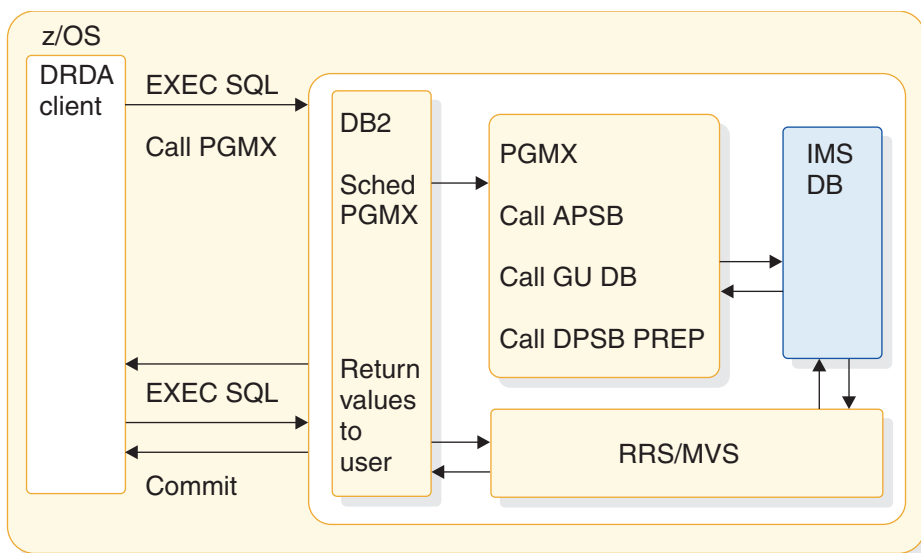 z/OS
DRDA
client
EXEC SQL
Call PGMX
DB2
Sched
PGMX
PGMX
Call APSB
Call GU DB
Call DPSB PREP
IMS
DB
EXEC SQL
Commit
Return
values
to
user
RRS/MVS